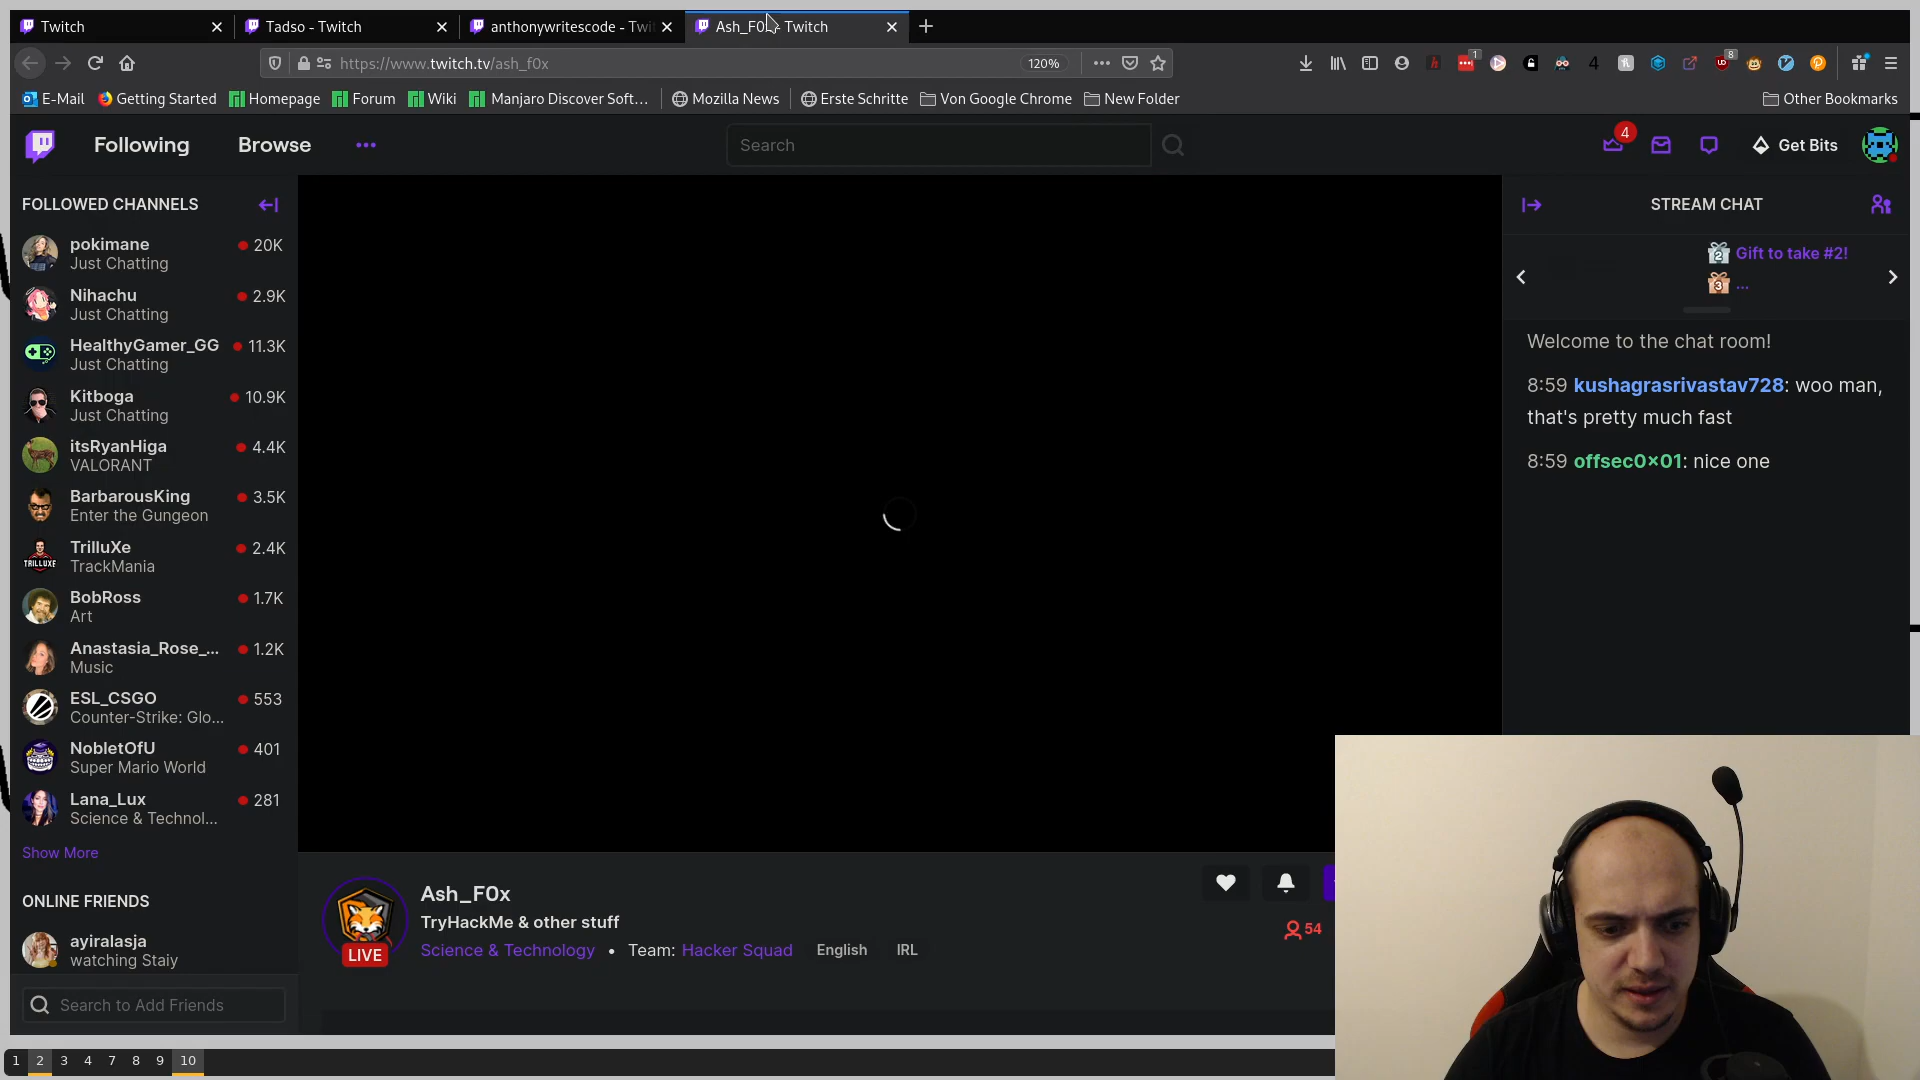 Twitch
Tadso - Twitch
anthonywritescode - Twi
Ash_F0x - Twitch
https://www.twitch.tv/ash_f0x
120%
1
4
8
E-Mail
Getting Started
Homepage
Forum
Wiki
Manjaro Discover Soft…
Mozilla News
Erste Schritte
Von Google Chrome
New Folder
Other Bookmarks
Following
Browse
Search
4
Get Bits
FOLLOWED CHANNELS
pokimane
20K
Just Chatting
Nihachu
2.9K
Just Chatting
HealthyGamer_GG
11.3K
Just Chatting
Kitboga
10.9K
Just Chatting
itsRyanHiga
4.4K
VALORANT
BarbarousKing
3.5K
Enter the Gungeon
TrilluXe
2.4K
TrackMania
BobRoss
1.7K
Art
Anastasia_Rose_...
1.2K
Music
ESL_CSGO
553
Counter-Strike: Glo...
NobletOfU
401
Super Mario World
Lana_Lux
281
Science & Technol...
Show More
ONLINE FRIENDS
ayiralasja
watching Staiy
Search to Add Friends
Ash_F0x
TryHackMe & other stuff
Science & Technology • Team: Hacker Squad
English
IRL
LIVE
54
STREAM CHAT
2 Gift to take #2!
3 ...
Welcome to the chat room!
8:59 kushagrasrivastav728: woo man,
that's pretty much fast
8:59 offsec0x01: nice one
1 2 3 4 7 8 9 10